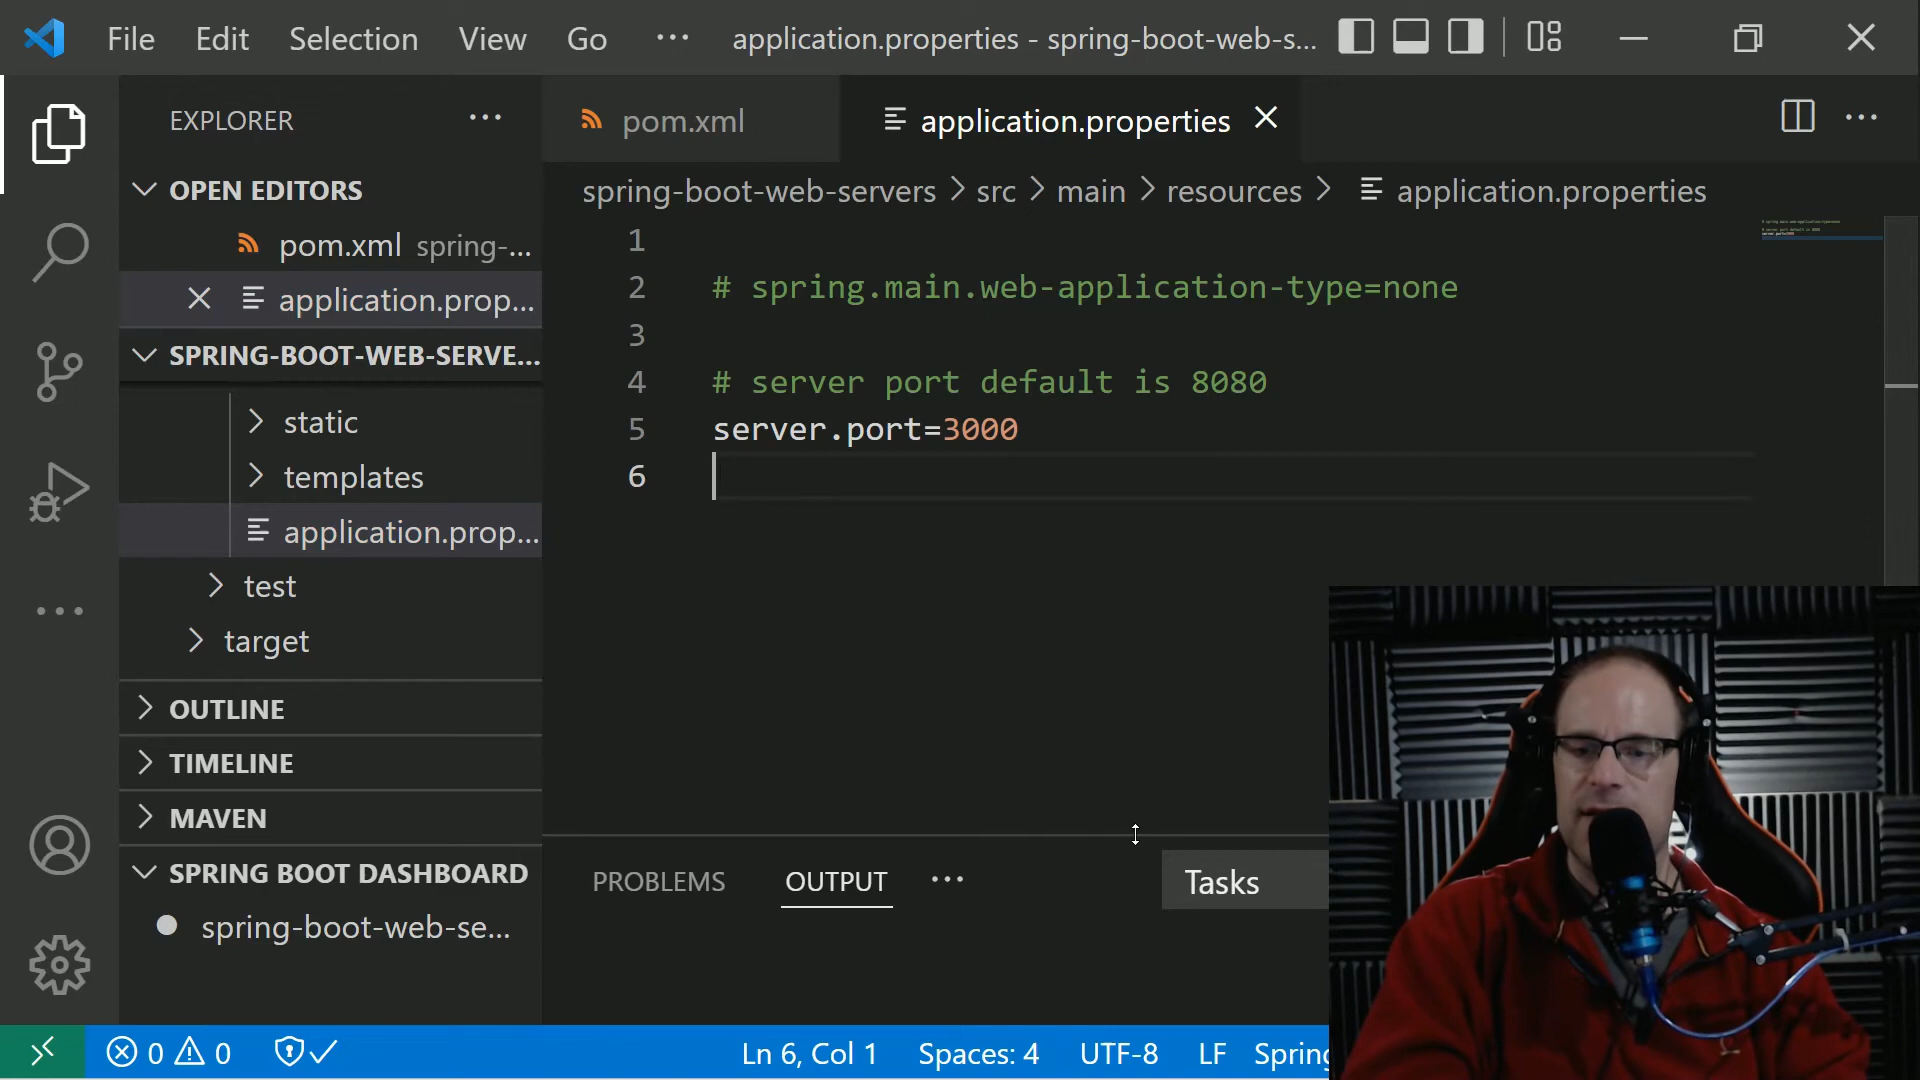 File Edit Selection View Go ... application.properties - spring-boot-web-s...
EXPLORER ...
OPEN EDITORS
pom.xml spring-...
application.prop...
SPRING-BOOT-WEB-SERVE...
static
templates
application.prop...
test
target
OUTLINE
TIMELINE
MAVEN
SPRING BOOT DASHBOARD
spring-boot-web-se...
pom.xml application.properties
spring-boot-web-servers > src > main > resources > application.properties
1
2 # spring.main.web-application-type=none
3
4 # server port default is 8080
5 server.port=3000
6
PROBLEMS OUTPUT ... Tasks
0 0 Ln 6, Col 1 Spaces: 4 UTF-8 LF Spring